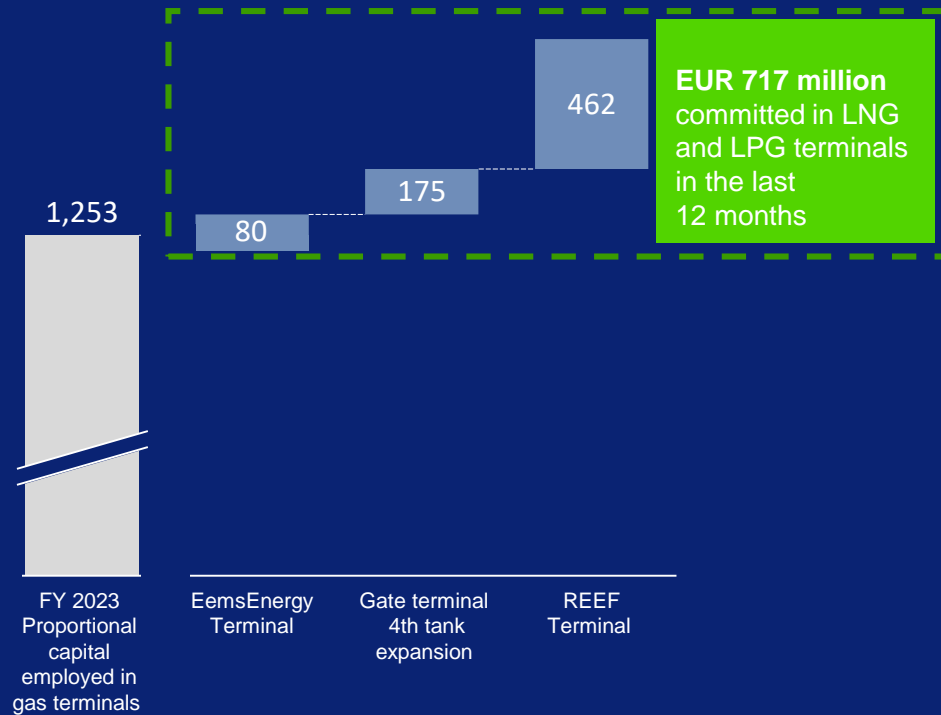 EUR 717 million
committed in LNG
and LPG terminals
in the last
12 months
462
175
80
1,253
FY 2023
Proportional
capital
employed in
gas terminals
EemsEnergy
Terminal
Gate terminal
4th tank
expansion
REEF
Terminal